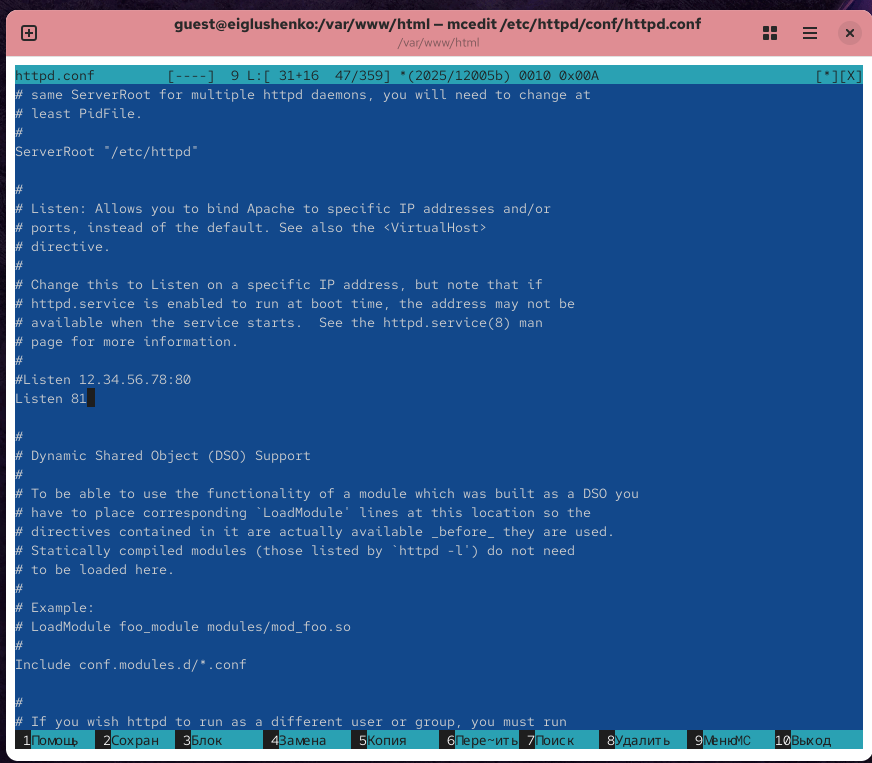 guest@eiglushenko:/var/www/html — mcedit /etc/httpd/conf/httpd.conf
/var/www/html
httpd.conf [----] 9 L:[ 31+16 47/359] *(2025/12005b) 0010 0x00A [*][X]
# same ServerRoot for multiple httpd daemons, you will need to change at
# least PidFile.
#
ServerRoot "/etc/httpd"
#
# Listen: Allows you to bind Apache to specific IP addresses and/or
# ports, instead of the default. See also the <VirtualHost>
# directive.
#
# Change this to Listen on a specific IP address, but note that if
# httpd.service is enabled to run at boot time, the address may not be
# available when the service starts.  See the httpd.service(8) man
# page for more information.
#
#Listen 12.34.56.78:80
Listen 81
#
# Dynamic Shared Object (DSO) Support
#
# To be able to use the functionality of a module which was built as a DSO you
# have to place corresponding `LoadModule' lines at this location so the
# directives contained in it are actually available _before_ they are used.
# Statically compiled modules (those listed by `httpd -l') do not need
# to be loaded here.
#
# Example:
# LoadModule foo_module modules/mod_foo.so
#
Include conf.modules.d/*.conf
#
# If you wish httpd to run as a different user or group, you must run
1Помощь 2Сохран 3Блок 4Замена 5Копия 6Пере~ить 7Поиск 8Удалить 9МенюMC 10Выход